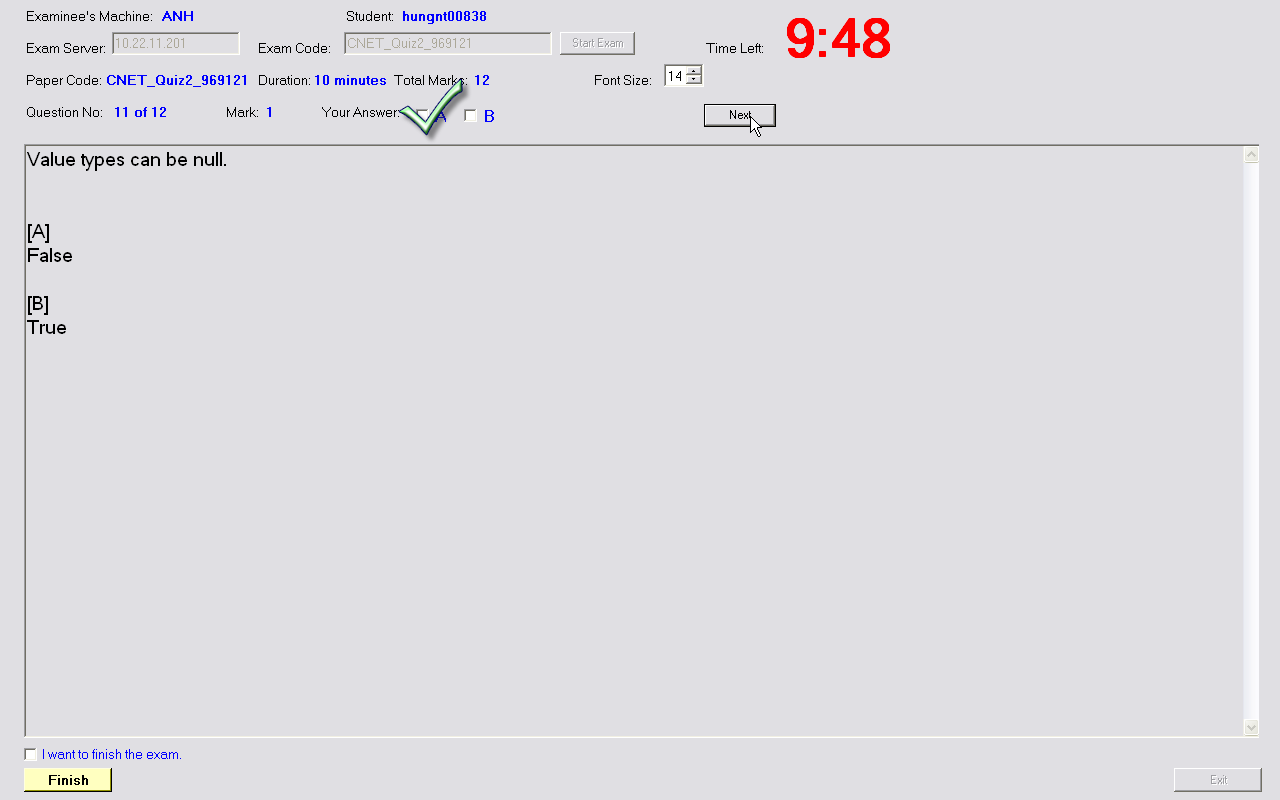 Examinee's Machine: ANH Student: hungnt00838
Exam Server: 10.22.11.201 Exam Code: CNET_Quiz2_969121 Start Exam Time Left: 9:48
Paper Code: CNET_Quiz2_969121 Duration: 10 minutes Total Marks: 12 Font Size: 14
Question No: 11 of 12 Mark: 1 Your Answer: A B Next
Value types can be null.
[A]
False
[B]
True
I want to finish the exam.
Finish Exit